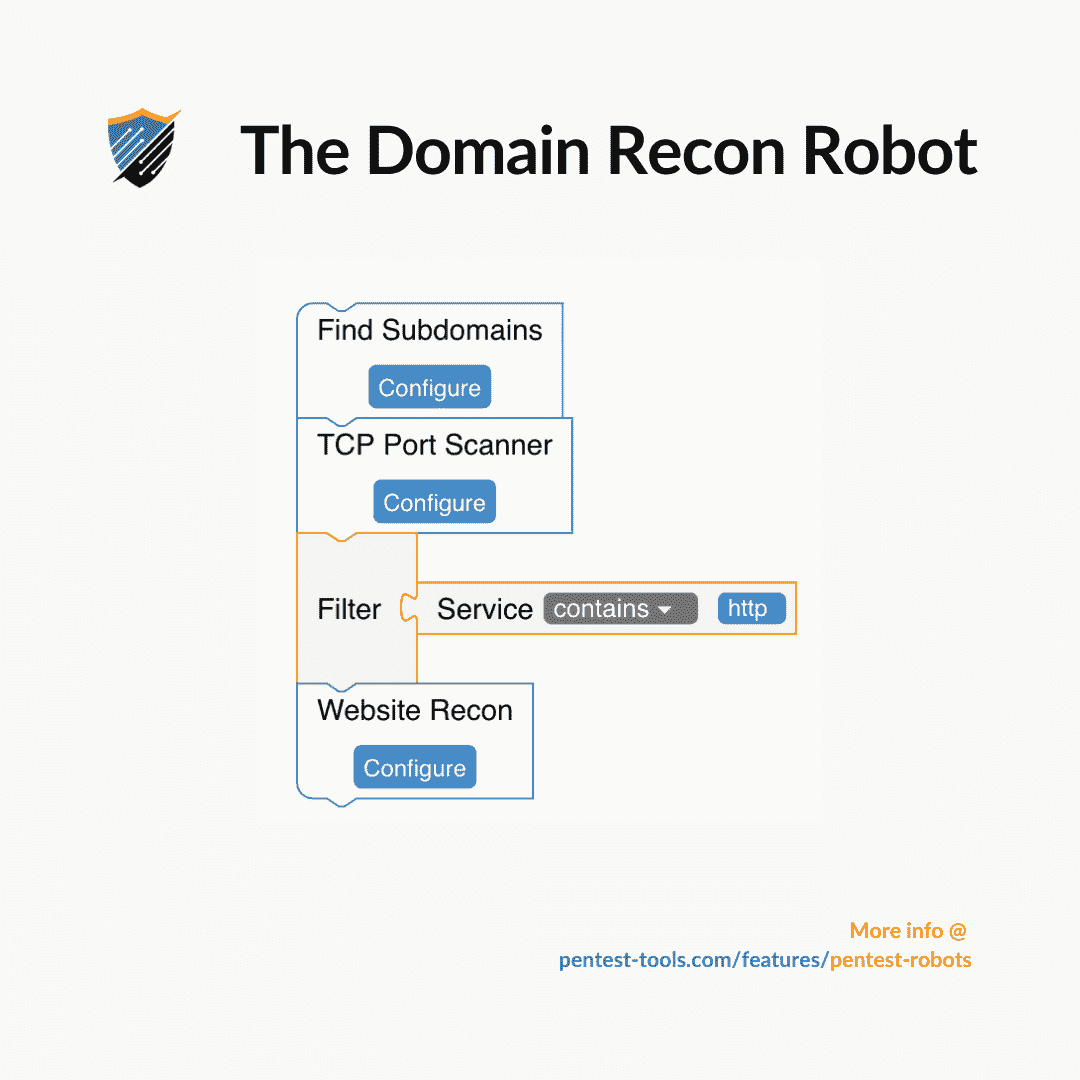 The Domain Recon Robot
Find Subdomains
Configure
TCP Port Scanner
Configure
Filter Service contains http
Website Recon
Configure
More info @
pentest-tools.com/features/pentest-robots